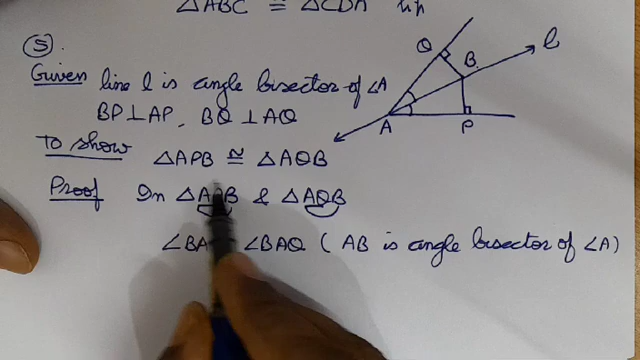 △ABC ≅ △CDA
(5).
Given line l is angle bisector of ∠A
BP⊥AP, BQ⊥AQ
To show △APB ≅ △AQB
Proof In △APB & △AQB
∠BA ∠BAQ ( AB is angle bisector of ∠A)
Q
B
l
A
P